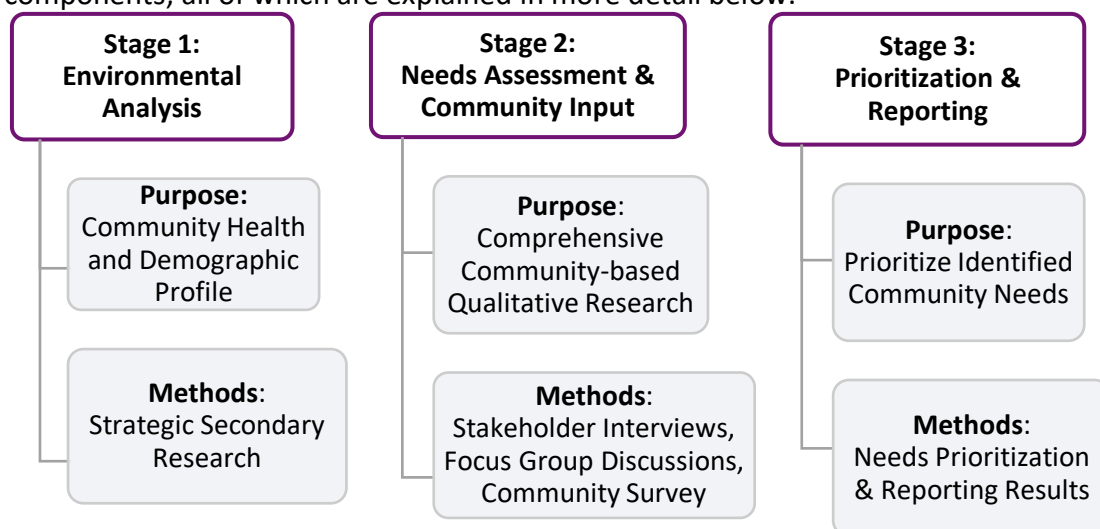 components, all of which are explained in more detail below.
Stage 1:
Environmental
Analysis
Purpose:
Community Health
and Demographic
Profile
Methods:
Strategic Secondary
Research
Stage 2:
Needs Assessment &
Community Input
Purpose:
Comprehensive
Community-based
Qualitative Research
Methods:
Stakeholder Interviews,
Focus Group Discussions,
Community Survey
Stage 3:
Prioritization &
Reporting
Purpose:
Prioritize Identified
Community Needs
Methods:
Needs Prioritization
& Reporting Results